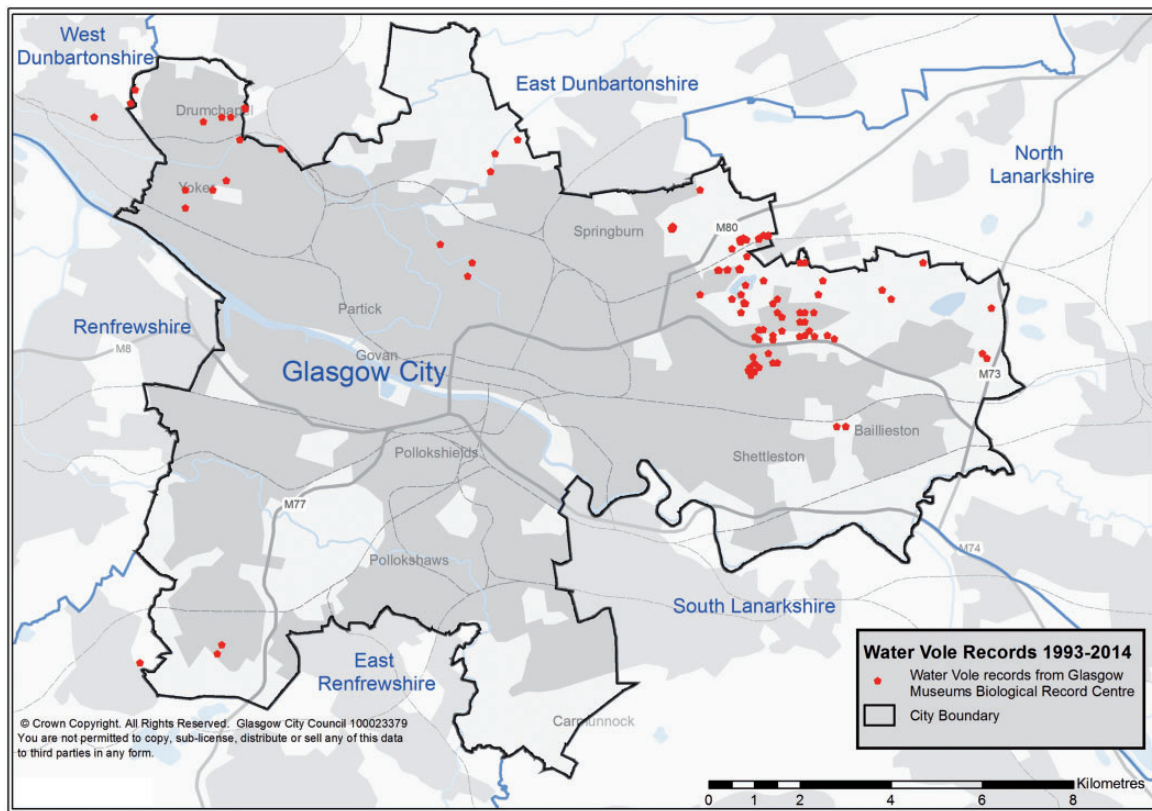 West
Dunbartonshire
East Dunbartonshire
Drumchapel
North
Lanarkshire
Yoker
Springburn
M80
Partick
Renfrewshire
M8
Govan
Glasgow City
M73
Baillieston
Pollokshields
Shettleston
M77
M74
Pollokshaws
South Lanarkshire
East
Renfrewshire
Carmunnock
Water Vole Records 1993-2014
Water Vole records from Glasgow
Museums Biological Record Centre
City Boundary
© Crown Copyright. All Rights Reserved. Glasgow City Council 100023379
You are not permitted to copy, sub-license, distribute or sell any of this data
to third parties in any form.
Kilometres
0 1 2 4 6 8